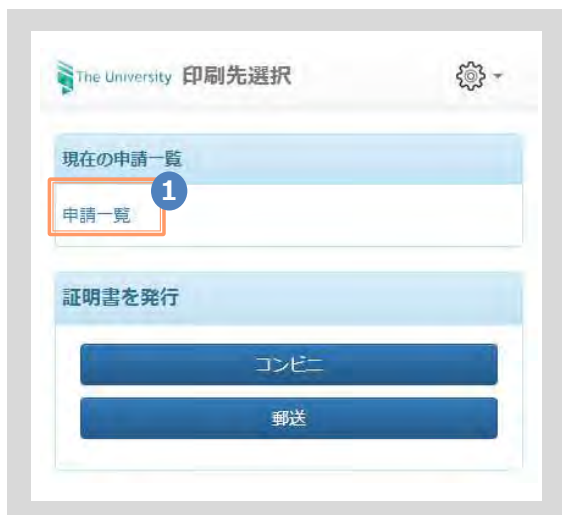 The University 印刷先選択
現在の申請一覧
1
申請一覧
証明書を発行
コンビニ
郵送